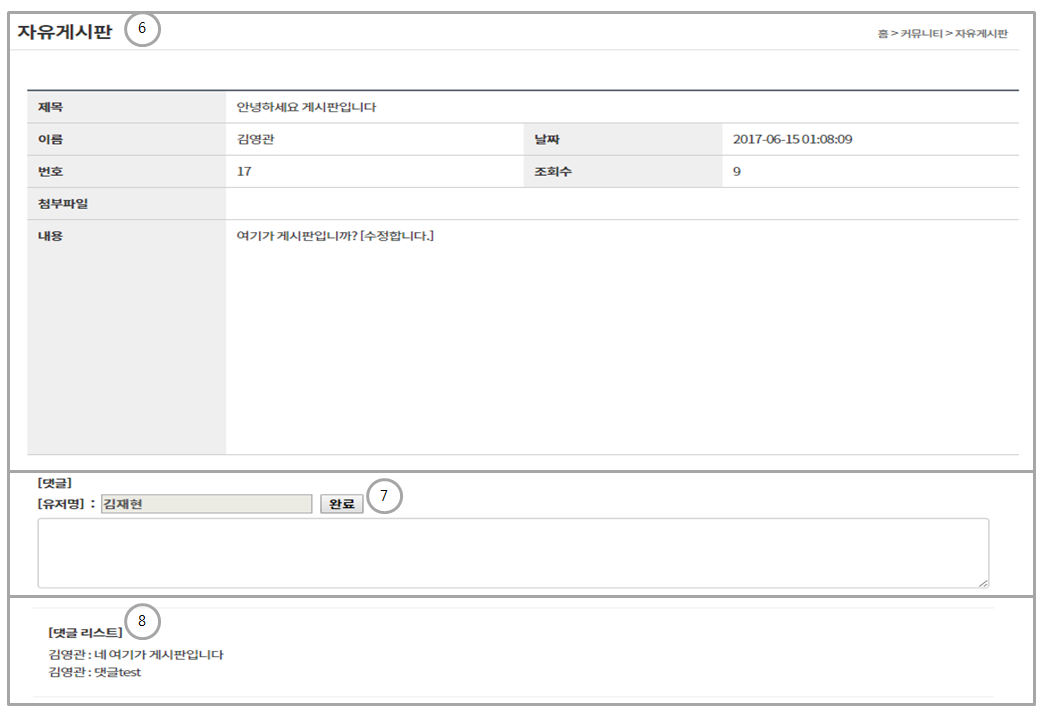 자유게시판 6
홈 > 커뮤니티 > 자유게시판
제목 안녕하세요 게시판입니다
이름 김영관 날짜 2017-06-15 01:08:09
번호 17 조회수 9
첨부파일
내용 여기가 게시판입니까? [수정합니다.]
[댓글]
[유저명] : 김재현 완료 7
8
[댓글 리스트]
김영관 : 네 여기가 게시판입니다
김영관 : 댓글test